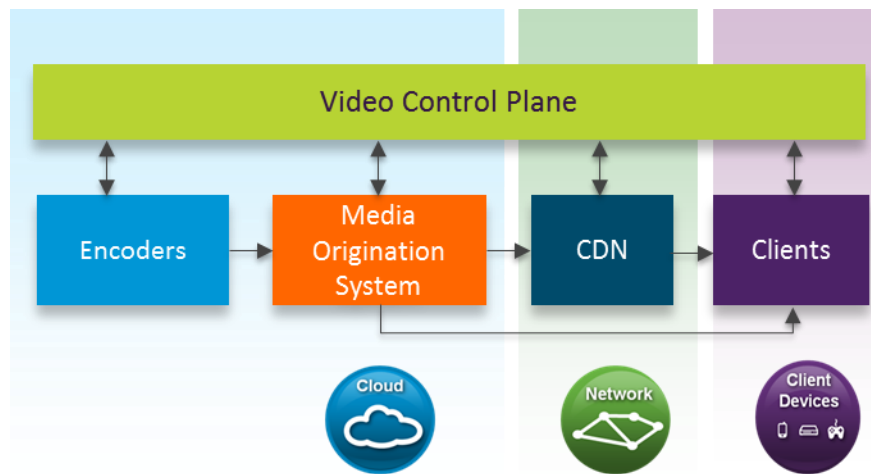 Video Control Plane
Encoders
Media
Origination
System
CDN
Clients
Cloud
Network
Client
Devices